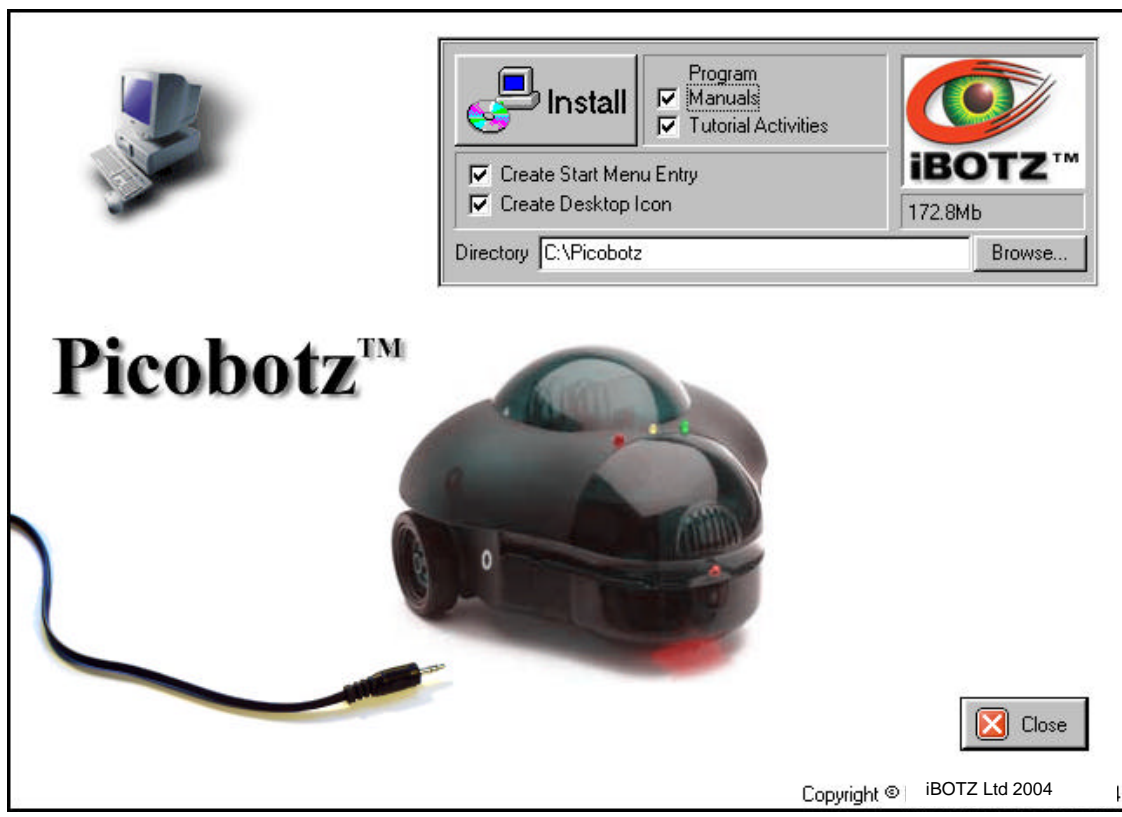 Install
Program
Manuals
Tutorial Activities
iBOTZ™
Create Start Menu Entry
Create Desktop Icon
172.8Mb
Directory C:\Picobotz Browse...
Picobotz™
0
Close
Copyright © iBOTZ Ltd 2004